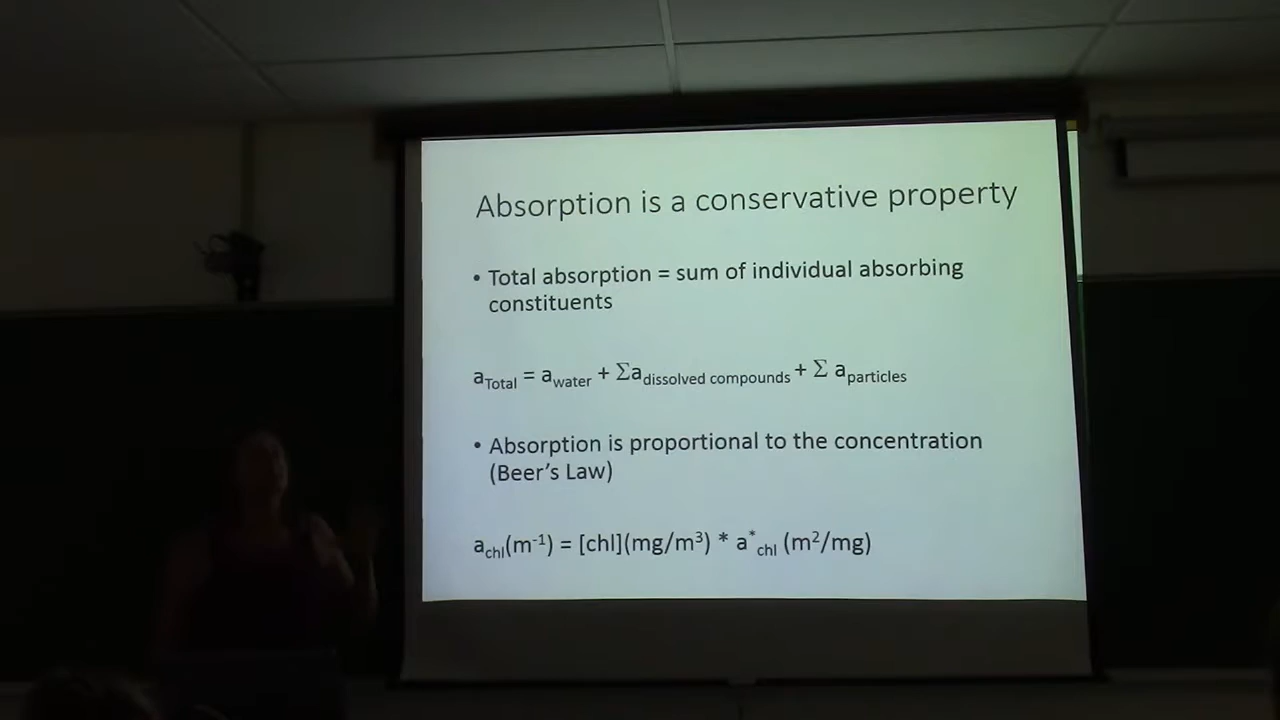 Absorption is a conservative property
• Total absorption = sum of individual absorbing
constituents
aTotal = awater + Σadissolved compounds + Σ aparticles
• Absorption is proportional to the concentration
(Beer's Law)
achl(m⁻¹) = [chl](mg/m³) * a*chl (m²/mg)